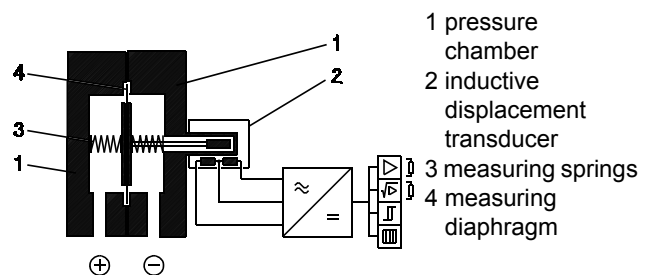 1 pressure
chamber
2 inductive
displacement
transducer
3 measuring springs
4 measuring
diaphragm
1
4
2
3
1
≈
=
√
+
−